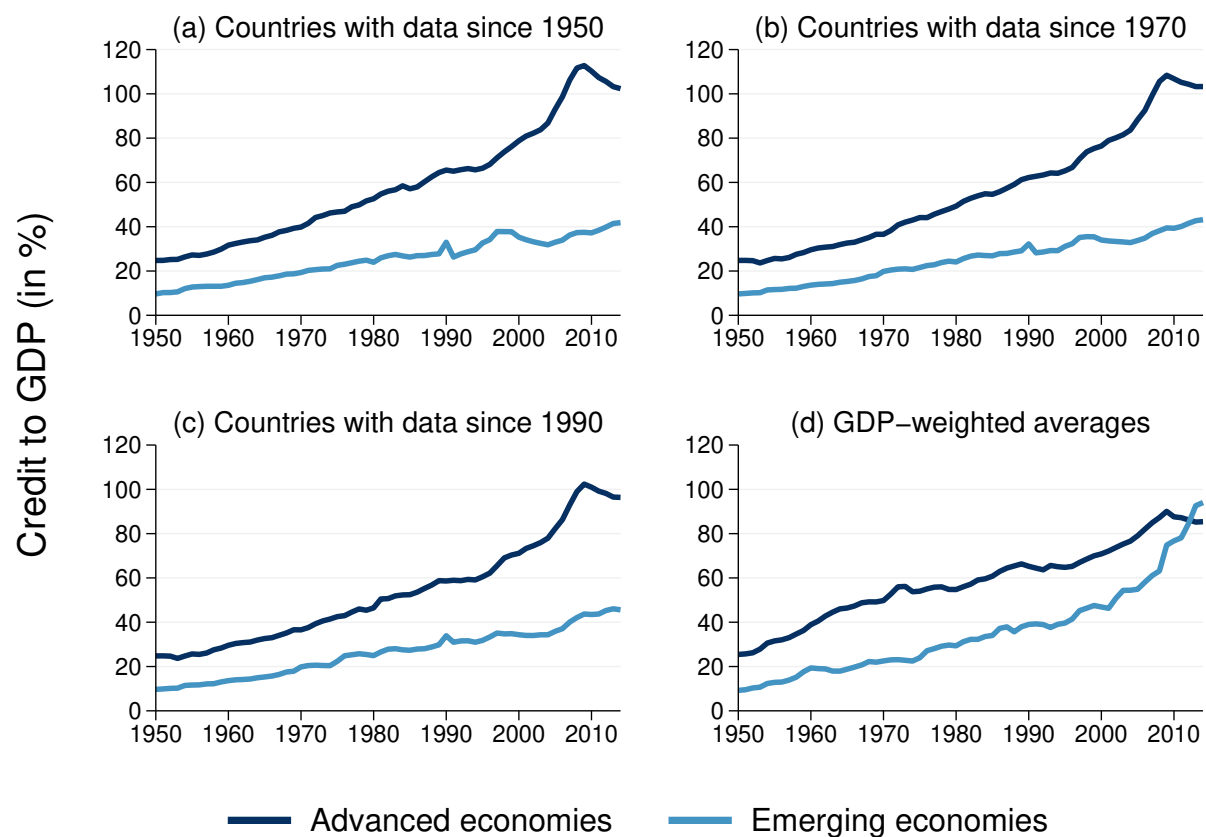 Credit to GDP (in %)
(a) Countries with data since 1950
120
100
80
60
40
20
0
1950 1960 1970 1980 1990 2000 2010
(b) Countries with data since 1970
120
100
80
60
40
20
0
1950 1960 1970 1980 1990 2000 2010
(c) Countries with data since 1990
120
100
80
60
40
20
0
1950 1960 1970 1980 1990 2000 2010
(d) GDP−weighted averages
120
100
80
60
40
20
0
1950 1960 1970 1980 1990 2000 2010
Advanced economies Emerging economies